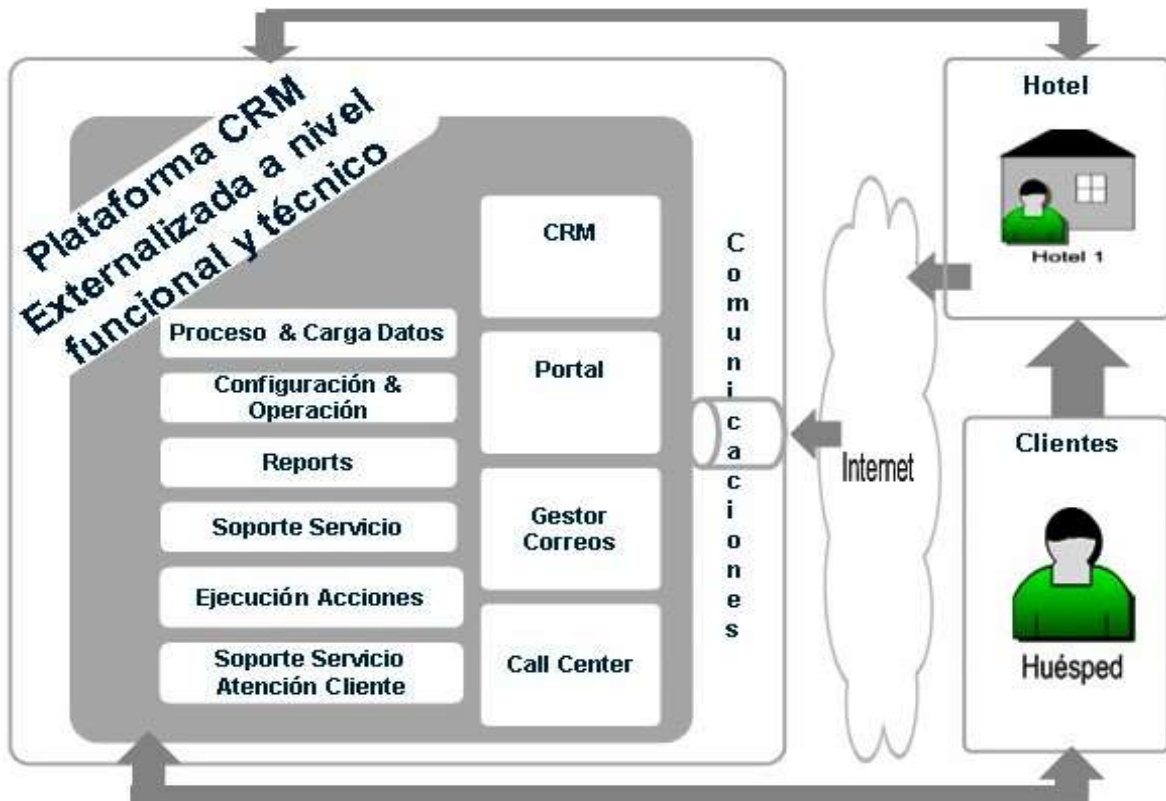 Plataforma CRM
Externalizada a nivel
funcional y técnico
Proceso & Carga Datos
Configuración &
Operación
Reports
Soporte Servicio
Ejecución Acciones
Soporte Servicio
Atención Cliente
CRM
Portal
Gestor
Correos
Call Center
Comunicaciones
Internet
Hotel
Hotel 1
Clientes
Huésped